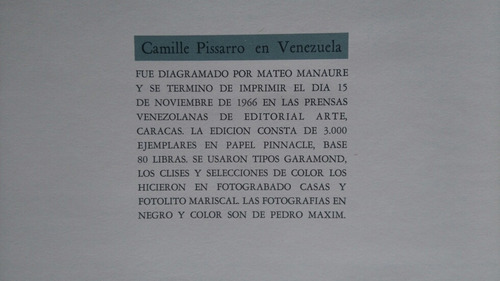 Camille Pissarro en Venezuela
FUE DIAGRAMADO POR MATEO MANAURE
Y SE TERMINO DE IMPRIMIR EL DIA 15
DE NOVIEMBRE DE 1966 EN LAS PRENSAS
VENEZOLANAS DE EDITORIAL ARTE,
CARACAS. LA EDICION CONSTA DE 3.000
EJEMPLARES EN PAPEL PINNACLE, BASE
80 LIBRAS. SE USARON TIPOS GARAMOND,
LOS CLISES Y SELECCIONES DE COLOR LOS
HICIERON EN FOTOGRABADO CASAS Y
FOTOLITO MARISCAL. LAS FOTOGRAFIAS EN
NEGRO Y COLOR SON DE PEDRO MAXIM.